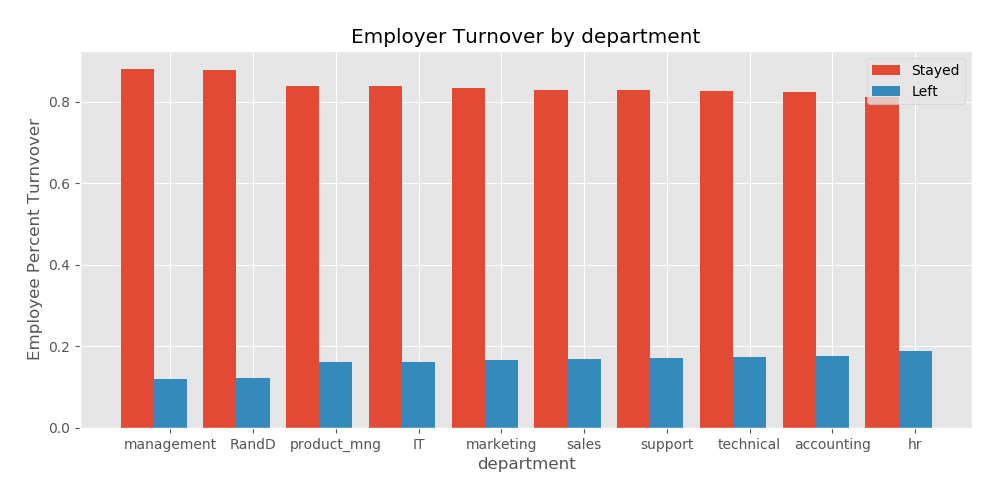 Employer Turnover by department
Stayed
Left
Employee Percent Turnvover
0.8
0.6
0.4
0.2
0.0
management RandD product_mng IT marketing sales support technical accounting hr
department